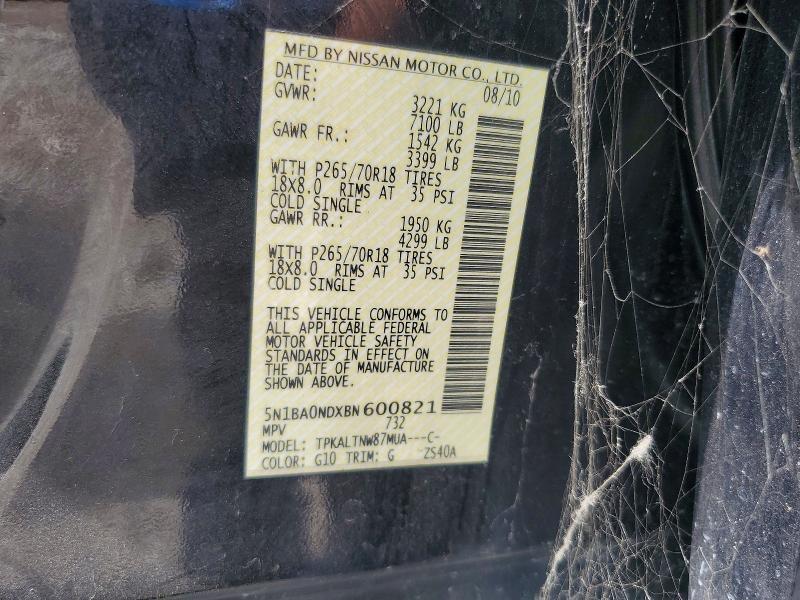 MFD BY NISSAN MOTOR CO., LTD.
DATE: 08/10
GVWR: 3221 KG
7100 LB
GAWR FR.: 1542 KG
3399 LB
WITH P265/70R18 TIRES
18X8.0 RIMS AT 35 PSI
COLD SINGLE
GAWR RR.: 1950 KG
4299 LB
WITH P265/70R18 TIRES
18X8.0 RIMS AT 35 PSI
COLD SINGLE
THIS VEHICLE CONFORMS TO
ALL APPLICABLE FEDERAL
MOTOR VEHICLE SAFETY
STANDARDS IN EFFECT ON
THE DATE OF MANUFACTURE
SHOWN ABOVE.
5N1BA0NDXBN600821
MPV 732
MODEL: TPKALTNW87MUA---C-
COLOR: G10 TRIM: G -ZS40A